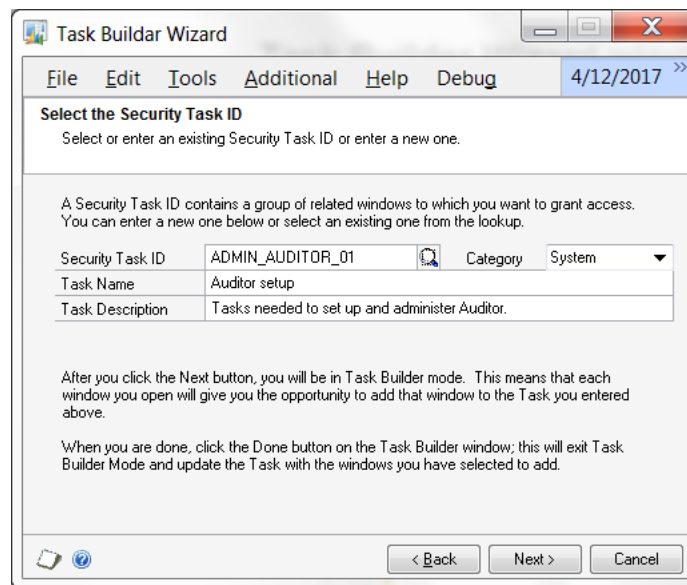 Task Buildar Wizard
File Edit Tools Additional Help Debug 4/12/2017 »
Select the Security Task ID
Select or enter an existing Security Task ID or enter a new one.
A Security Task ID contains a group of related windows to which you want to grant access.
You can enter a new one below or select an existing one from the lookup.
Security Task ID ADMIN_AUDITOR_01 Category System
Task Name Auditor setup
Task Description Tasks needed to set up and administer Auditor.
After you click the Next button, you will be in Task Builder mode. This means that each
window you open will give you the opportunity to add that window to the Task you entered
above.
When you are done, click the Done button on the Task Builder window; this will exit Task
Builder Mode and update the Task with the windows you have selected to add.
< Back Next > Cancel